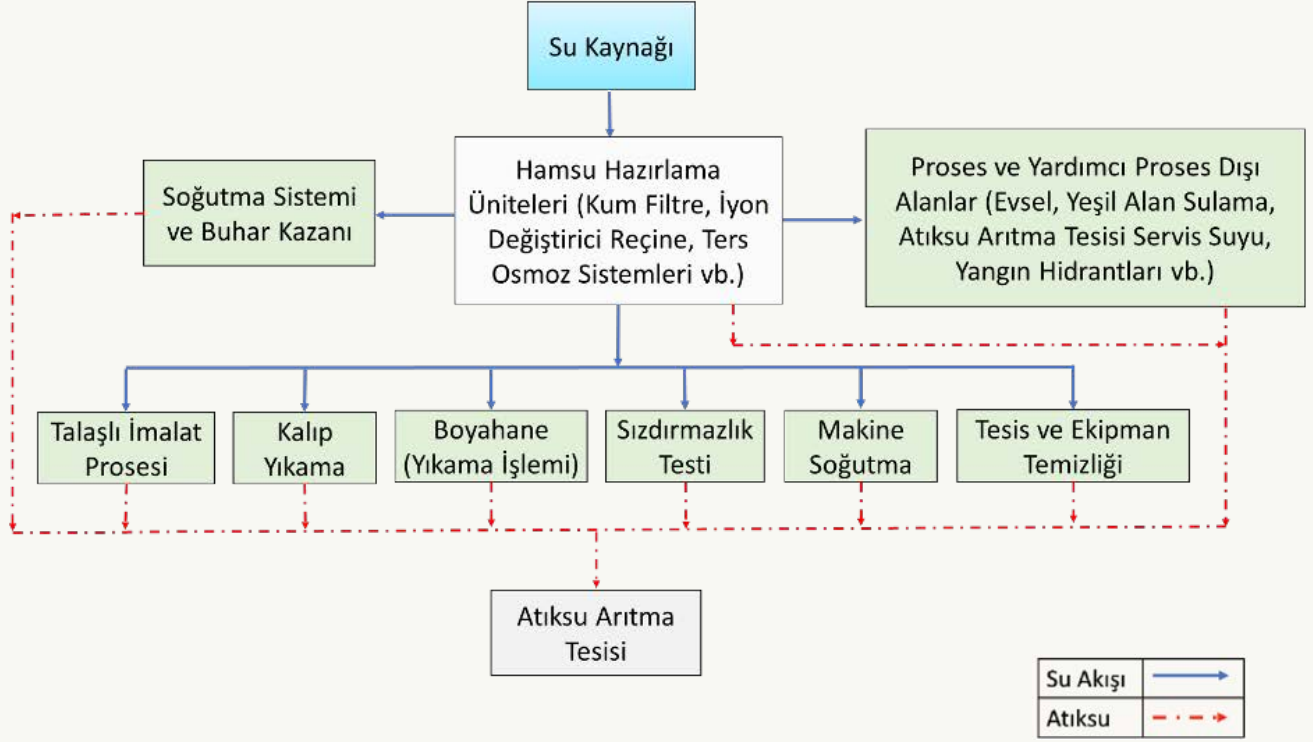 Su Kaynağı
Hamsu Hazırlama
Üniteleri (Kum Filtre, İyon
Değiştirici Reçine, Ters
Osmoz Sistemleri vb.)
Soğutma Sistemi
ve Buhar Kazanı
Proses ve Yardımcı Proses Dışı
Alanlar (Evsel, Yeşil Alan Sulama,
Atıksu Arıtma Tesisi Servis Suyu,
Yangın Hidrantları vb.)
Talaşlı İmalat
Prosesi
Kalıp
Yıkama
Boyahane
(Yıkama İşlemi)
Sızdırmazlık
Testi
Makine
Soğutma
Tesis ve Ekipman
Temizliği
Atıksu Arıtma
Tesisi
Su Akışı
Atıksu